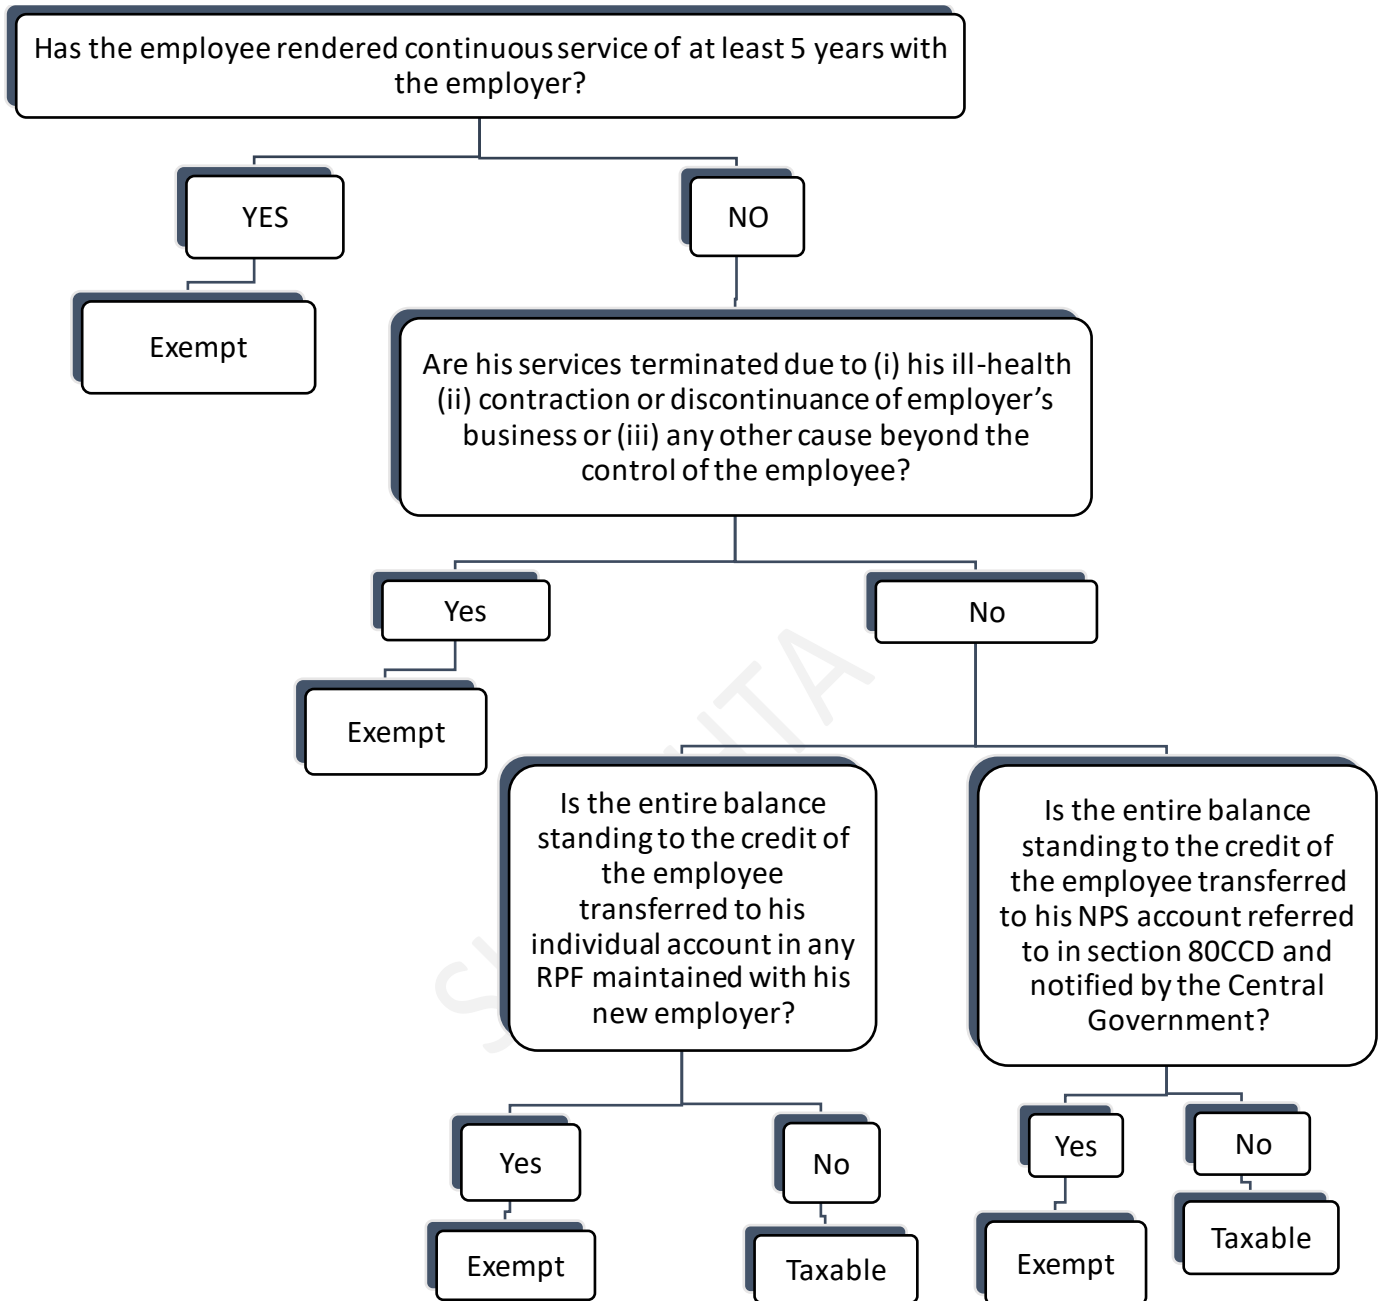 Has the employee rendered continuous service of at least 5 years with
the employer?
YES
NO
Exempt
Are his services terminated due to (i) his ill-health
(ii) contraction or discontinuance of employer's
business or (iii) any other cause beyond the
control of the employee?
Yes
No
Exempt
Is the entire balance
standing to the credit of
the employee
transferred to his
individual account in any
RPF maintained with his
new employer?
Is the entire balance
standing to the credit of
the employee transferred
to his NPS account referred
to in section 80CCD and
notified by the Central
Government?
Yes
No
Yes
No
Exempt
Taxable
Exempt
Taxable